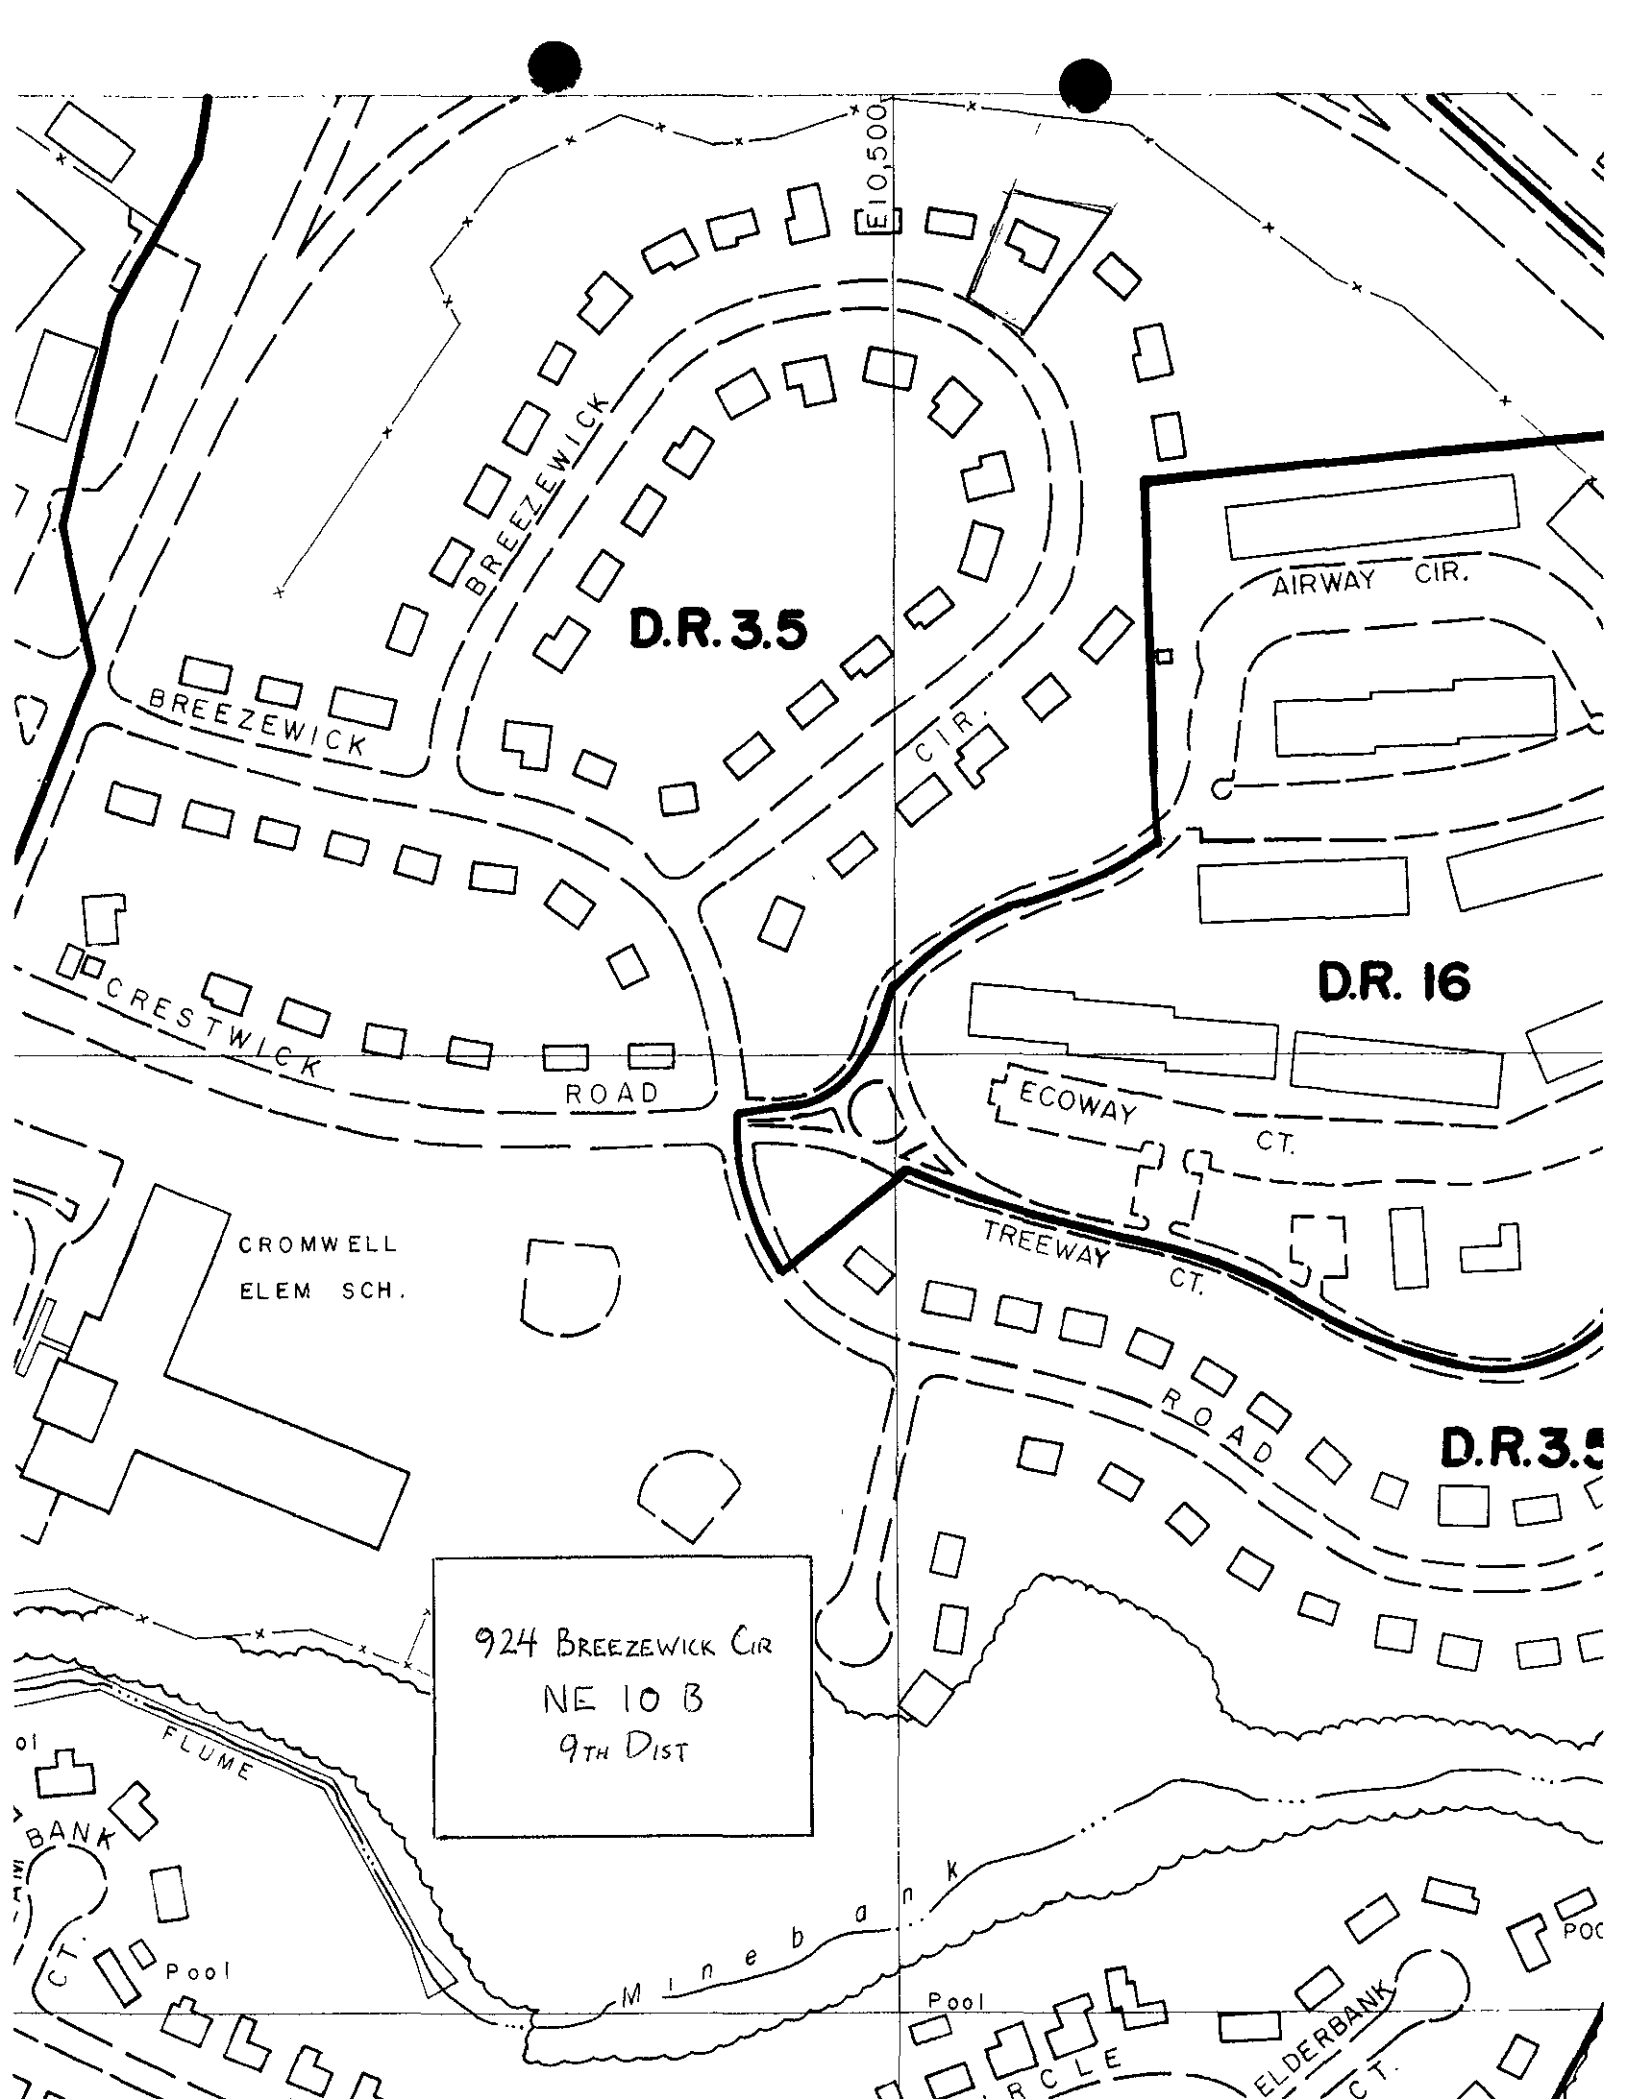 E10,500
BREEZEWICK
D.R. 3.5
AIRWAY CIR.
BREEZEWICK
CIR.
D.R. 16
CRESTWICK
ROAD
ECOWAY
CT.
CROMWELL
ELEM SCH.
TREEWAY
CT.
ROAD
D.R. 3.5
924 BREEZEWICK CIR
NE 10 B
9TH DIST
FLUME
BANK
CT.
Pool
Minebank
Pool
ELDERBANK
CT.